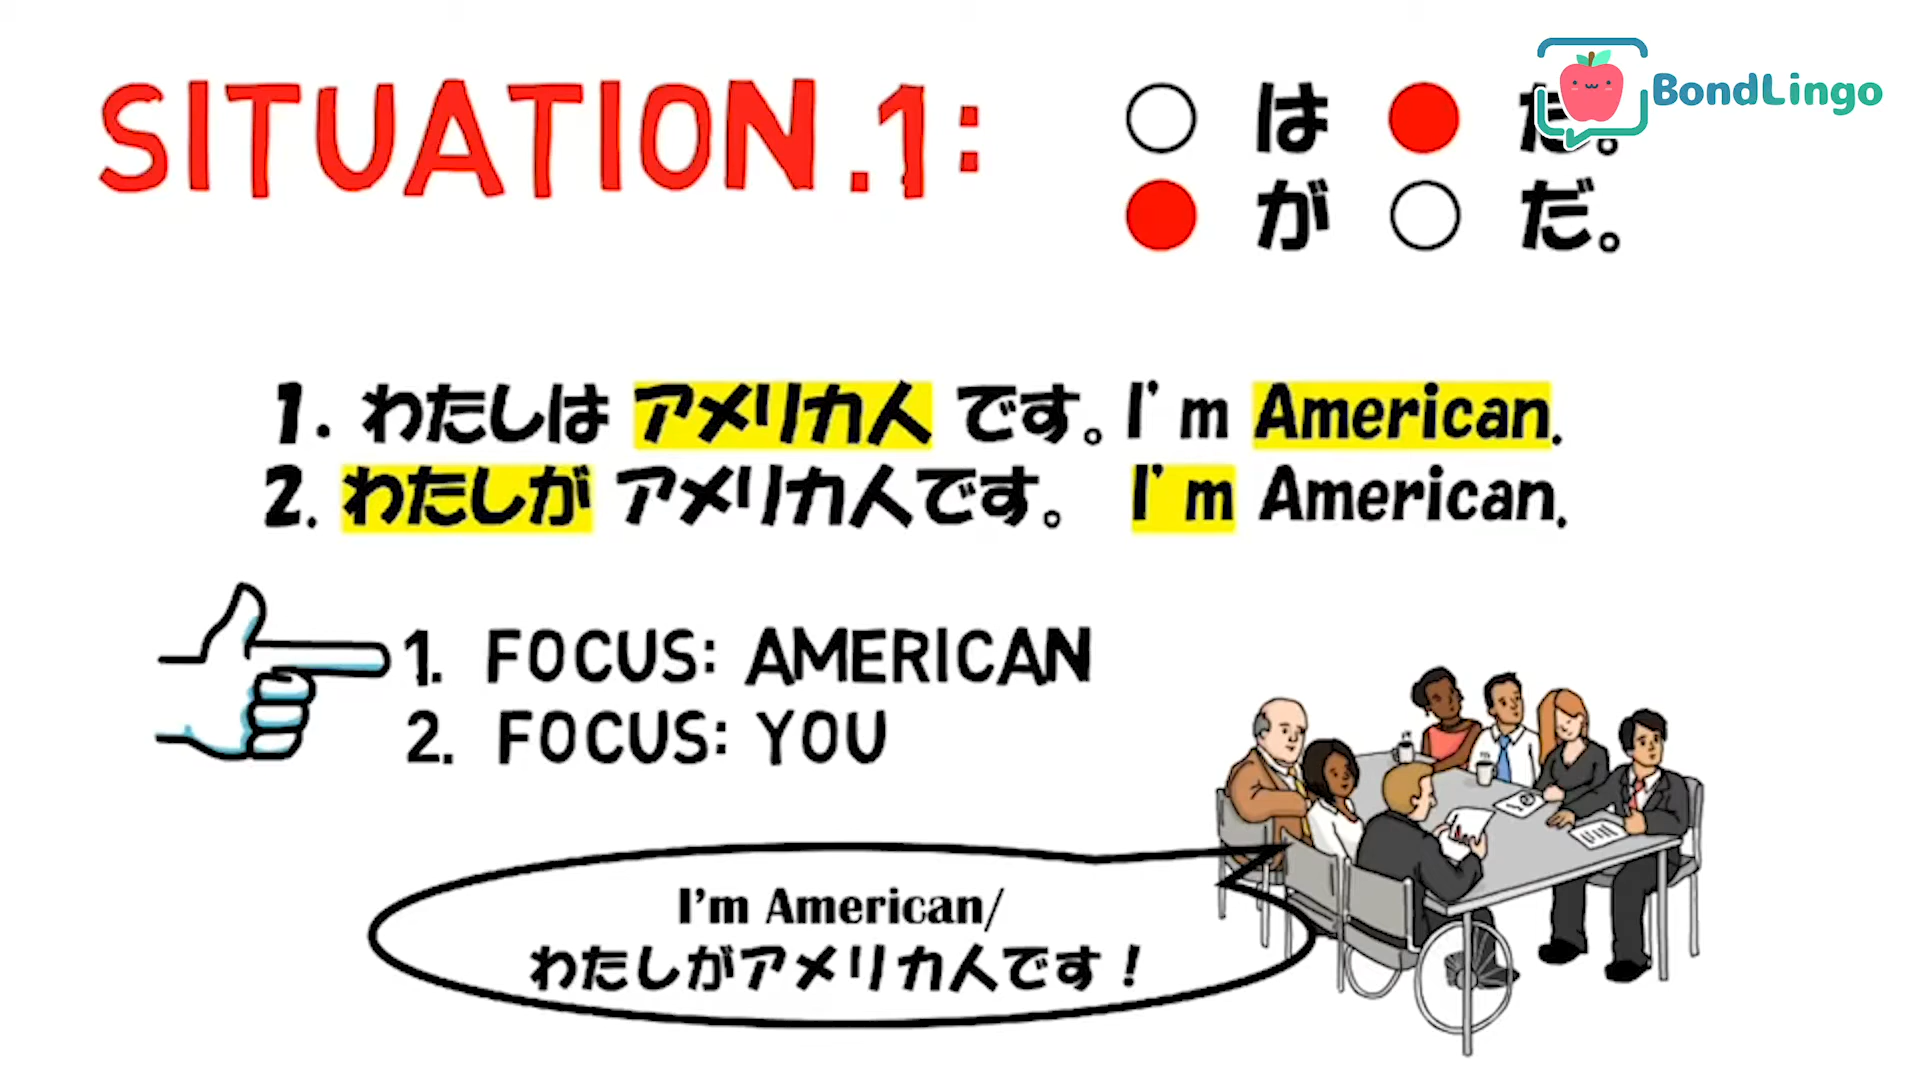 SITUATION.1:
○ は ● だ。
● が ○ だ。
BondLingo
1. わたしは アメリカ人 です。I'm American.
2. わたしが アメリカ人です。 I'm American.
1. FOCUS: AMERICAN
2. FOCUS: YOU
I'm American/
わたしがアメリカ人です！